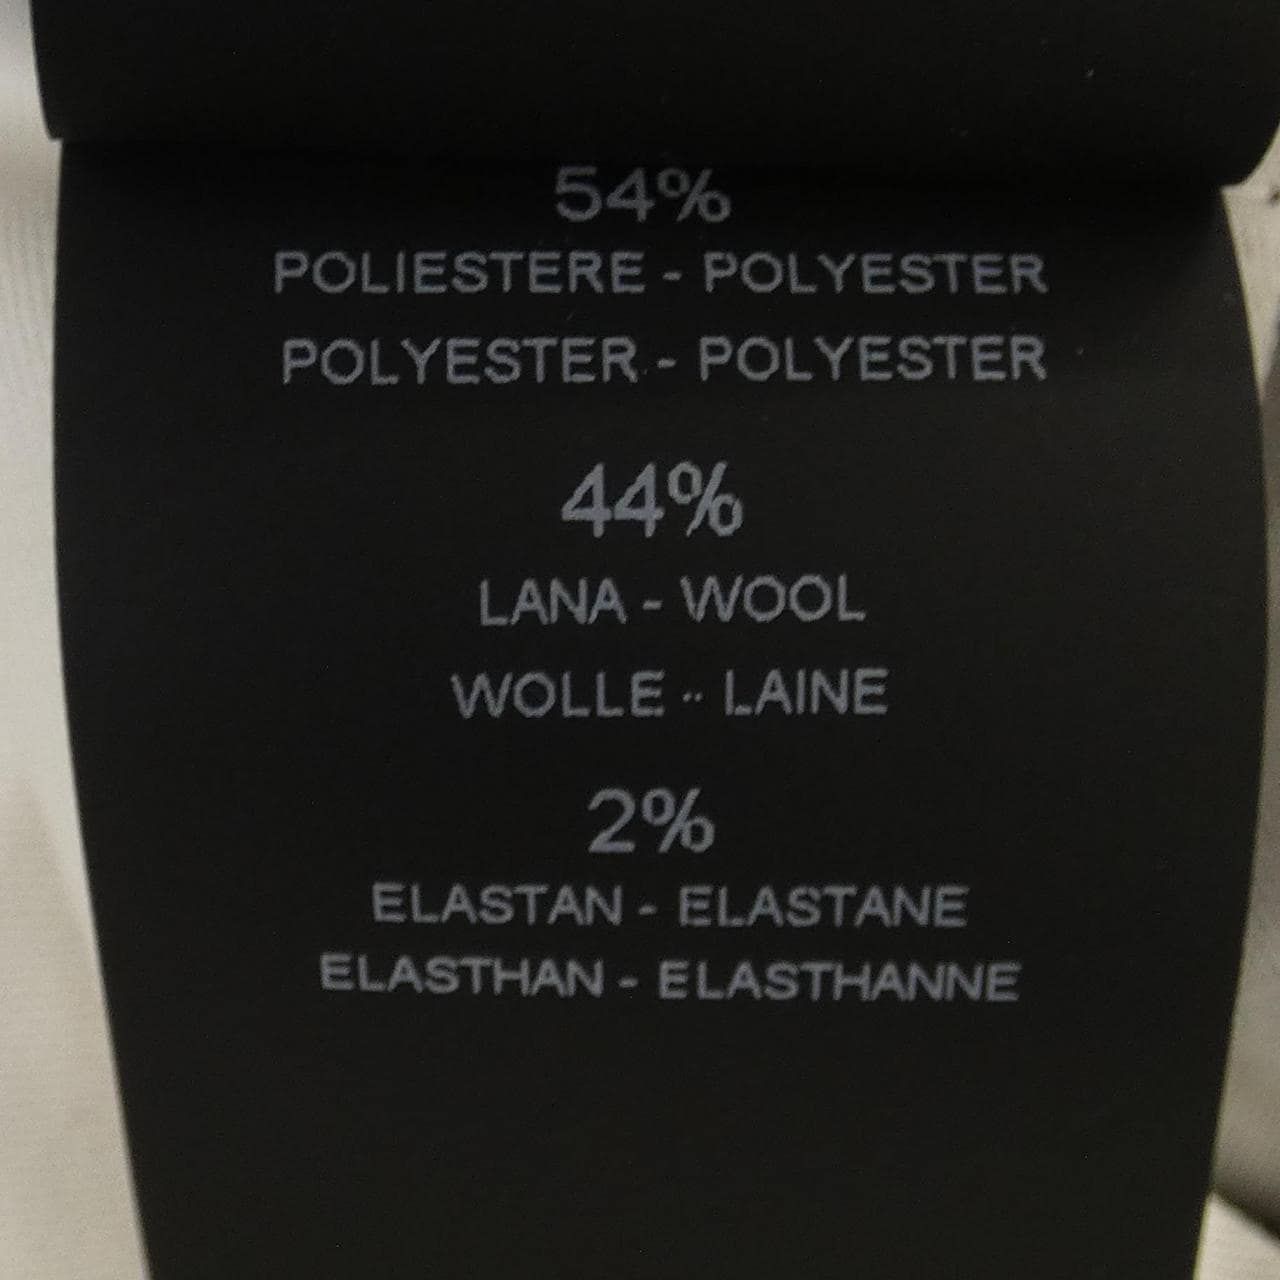 54%
POLIESTERE - POLYESTER
POLYESTER - POLYESTER
44%
LANA - WOOL
WOLLE - LAINE
2%
ELASTAN - ELASTANE
ELASTHAN - ELASTHANNE